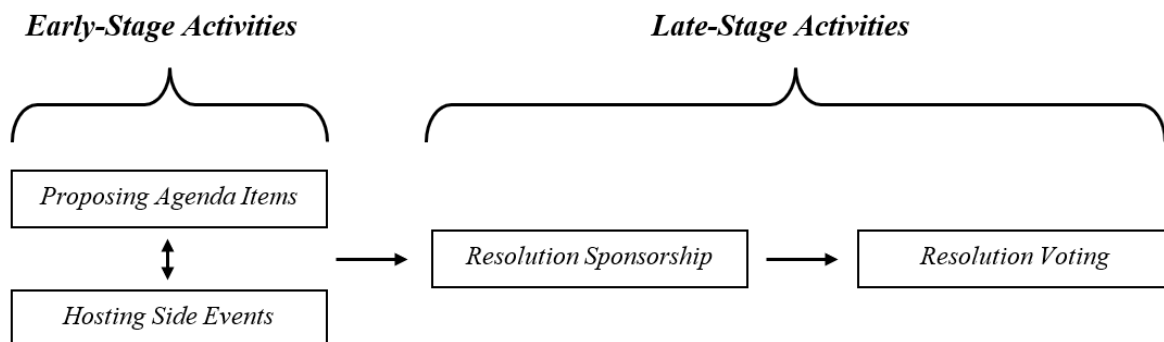 Early-Stage Activities
Late-Stage Activities
Proposing Agenda Items
Resolution Sponsorship
Resolution Voting
Hosting Side Events